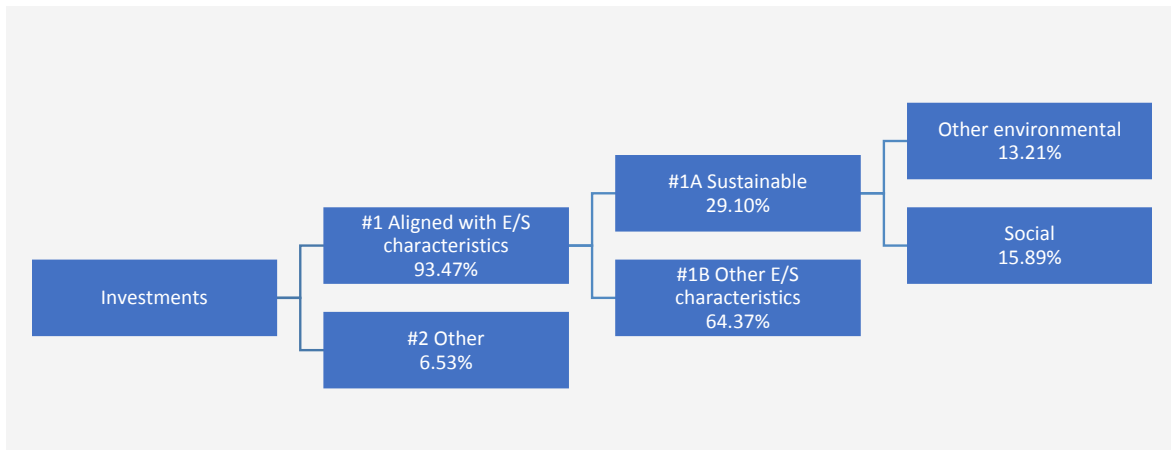 Investments
#1 Aligned with E/S
characteristics
93.47%
#2 Other
6.53%
#1A Sustainable
29.10%
#1B Other E/S
characteristics
64.37%
Other environmental
13.21%
Social
15.89%